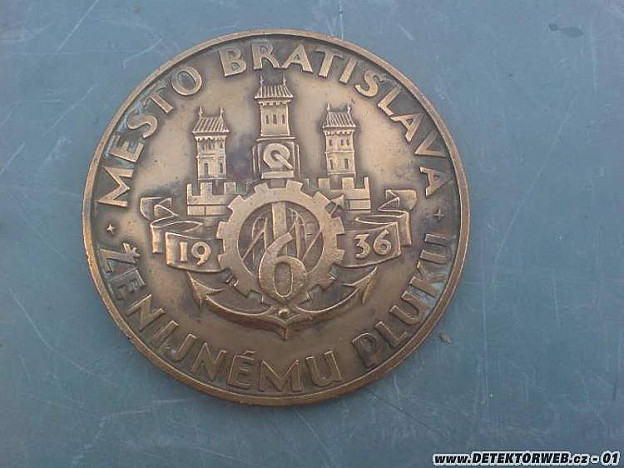 MESTO BRATISLAVA
19 36
6
ŽENIJNÉMU PLUKU
www.DETEKTORWEB.cz - 01